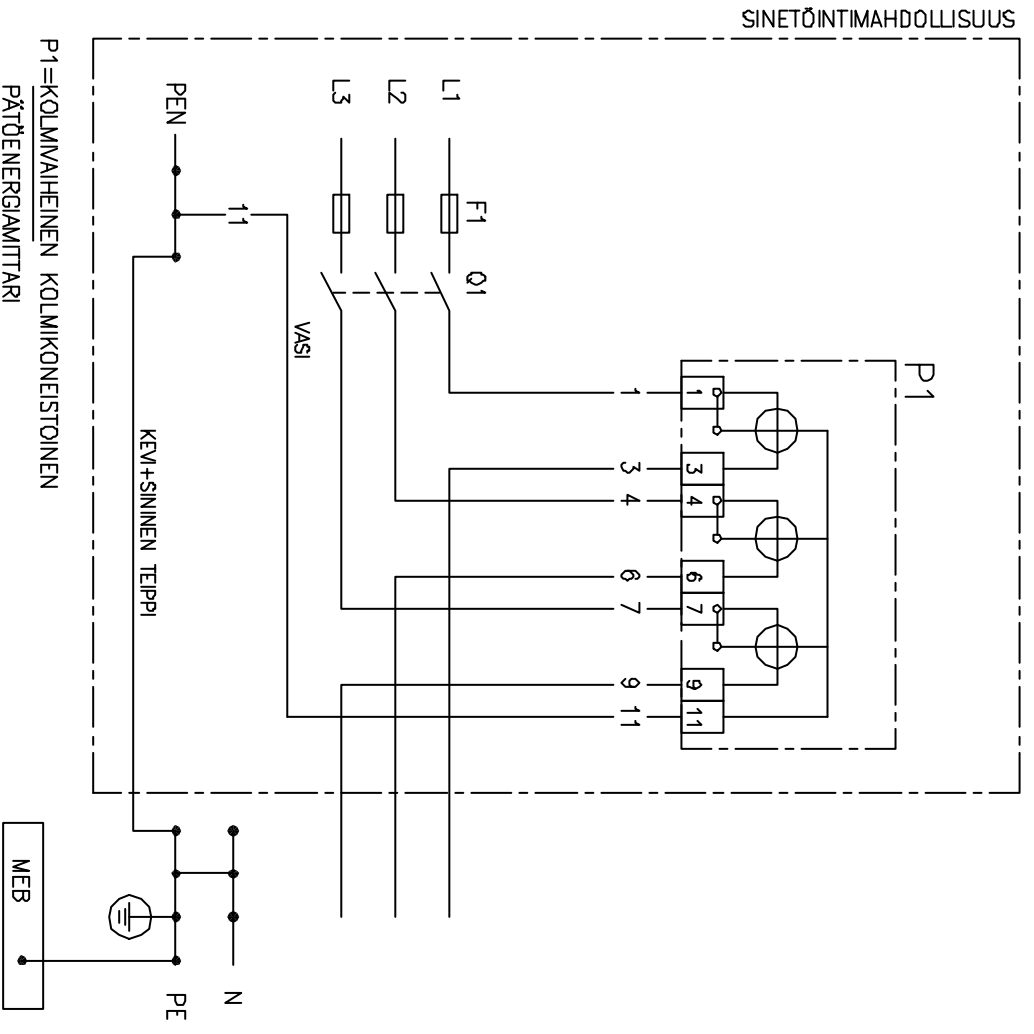 SINETÖINTIMAHDOLLISUUS
P1
F1
Q1
L1
L2
L3
PEN
11
VASI
1
3
4
6
7
9
11
1
3
4
6
7
9
11
KEVI+SININEN TEIPPI
N
PE
MEB
P1=KOLMIVAIHEINEN KOLMIKONEISTOINEN
PÄTÖENERGIAMITTARI